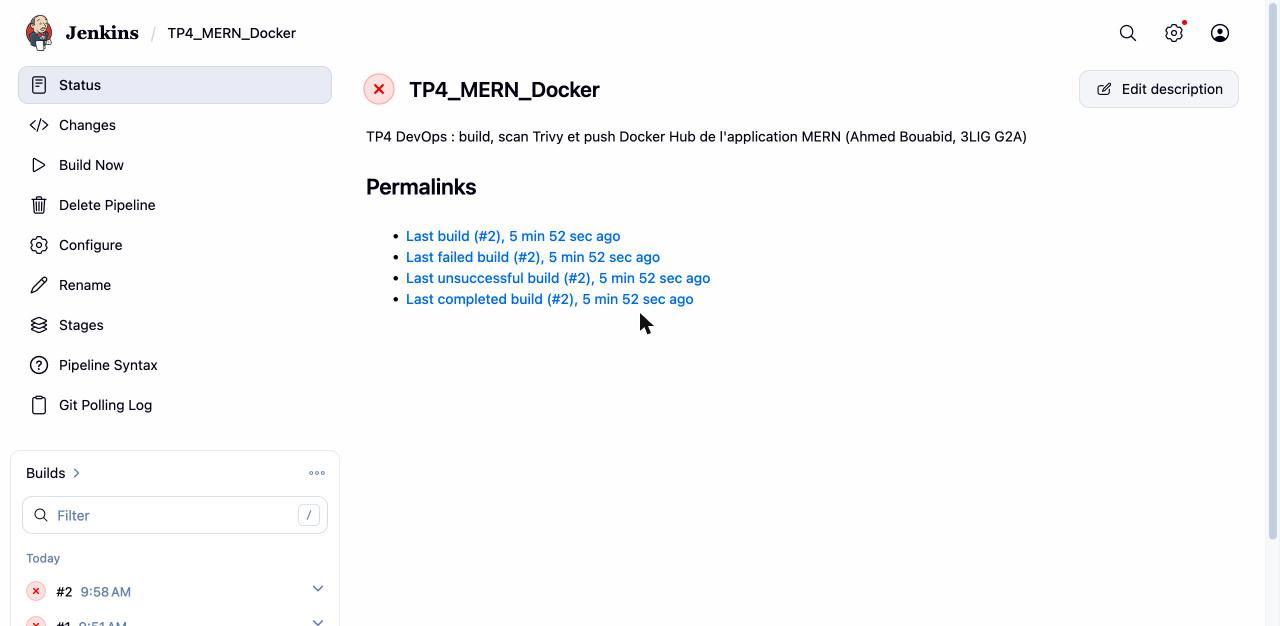 Jenkins / TP4_MERN_Docker
Status
Changes
Build Now
Delete Pipeline
Configure
Rename
Stages
Pipeline Syntax
Git Polling Log
Builds
Filter /
Today
#2 9:58 AM
#1 9:51 AM
TP4_MERN_Docker
Edit description
TP4 DevOps : build, scan Trivy et push Docker Hub de l'application MERN (Ahmed Bouabid, 3LIG G2A)
Permalinks
• Last build (#2), 5 min 52 sec ago
• Last failed build (#2), 5 min 52 sec ago
• Last unsuccessful build (#2), 5 min 52 sec ago
• Last completed build (#2), 5 min 52 sec ago